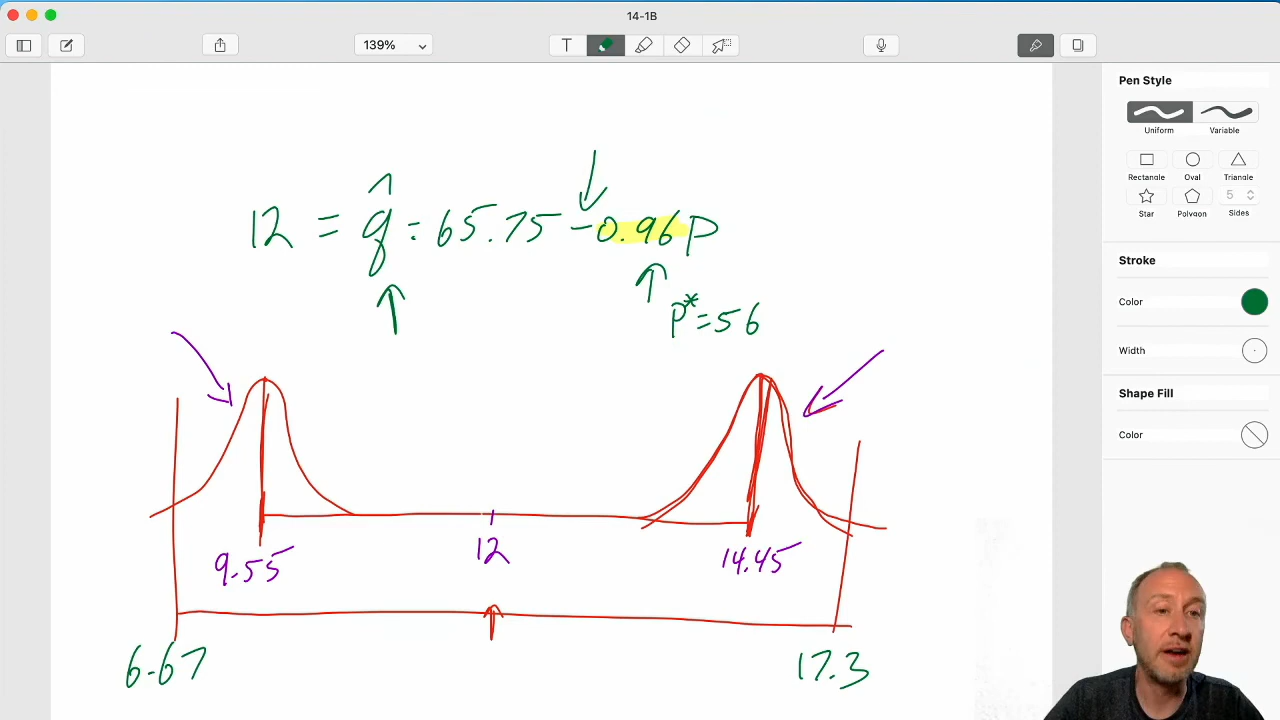 14-1B
139%
T
Pen Style
Uniform
Variable
Rectangle
Oval
Triangle
Star
Polygon
5
Sides
Stroke
Color
Width
Shape Fill
Color
12 = q̂ = 65.75 - 0.96 P
P* = 56
9.55
12
14.45
6.67
17.3